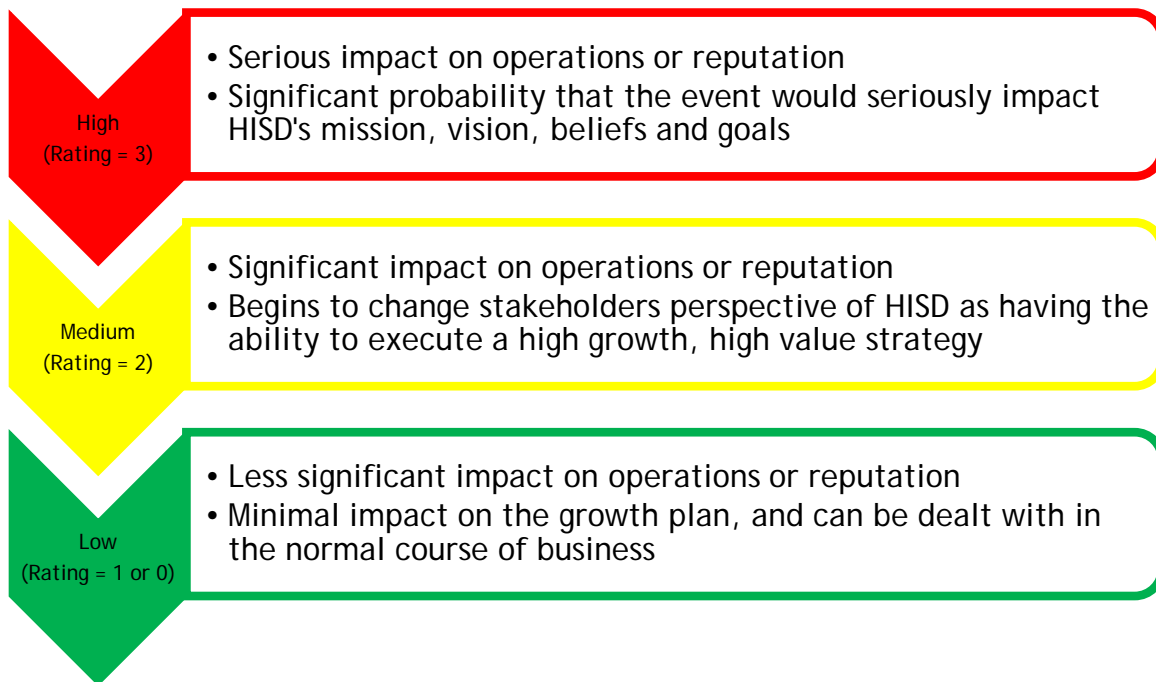 High
(Rating = 3)
• Serious impact on operations or reputation
• Significant probability that the event would seriously impact
HISD's mission, vision, beliefs and goals
Medium
(Rating = 2)
• Significant impact on operations or reputation
• Begins to change stakeholders perspective of HISD as having the
ability to execute a high growth, high value strategy
Low
(Rating = 1 or 0)
• Less significant impact on operations or reputation
• Minimal impact on the growth plan, and can be dealt with in
the normal course of business